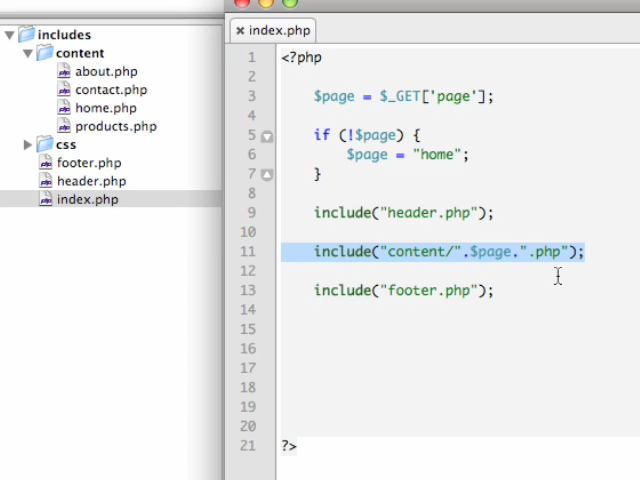 includes
content
about.php
contact.php
home.php
products.php
css
footer.php
header.php
index.php
index.php
1 <?php
2
3 $page = $_GET['page'];
4
5 if (!$page) {
6 $page = "home";
7 }
8
9 include("header.php");
10
11 include("content/".$page.".php");
12
13 include("footer.php");
14
15
16
17
18
19
20
21 ?>